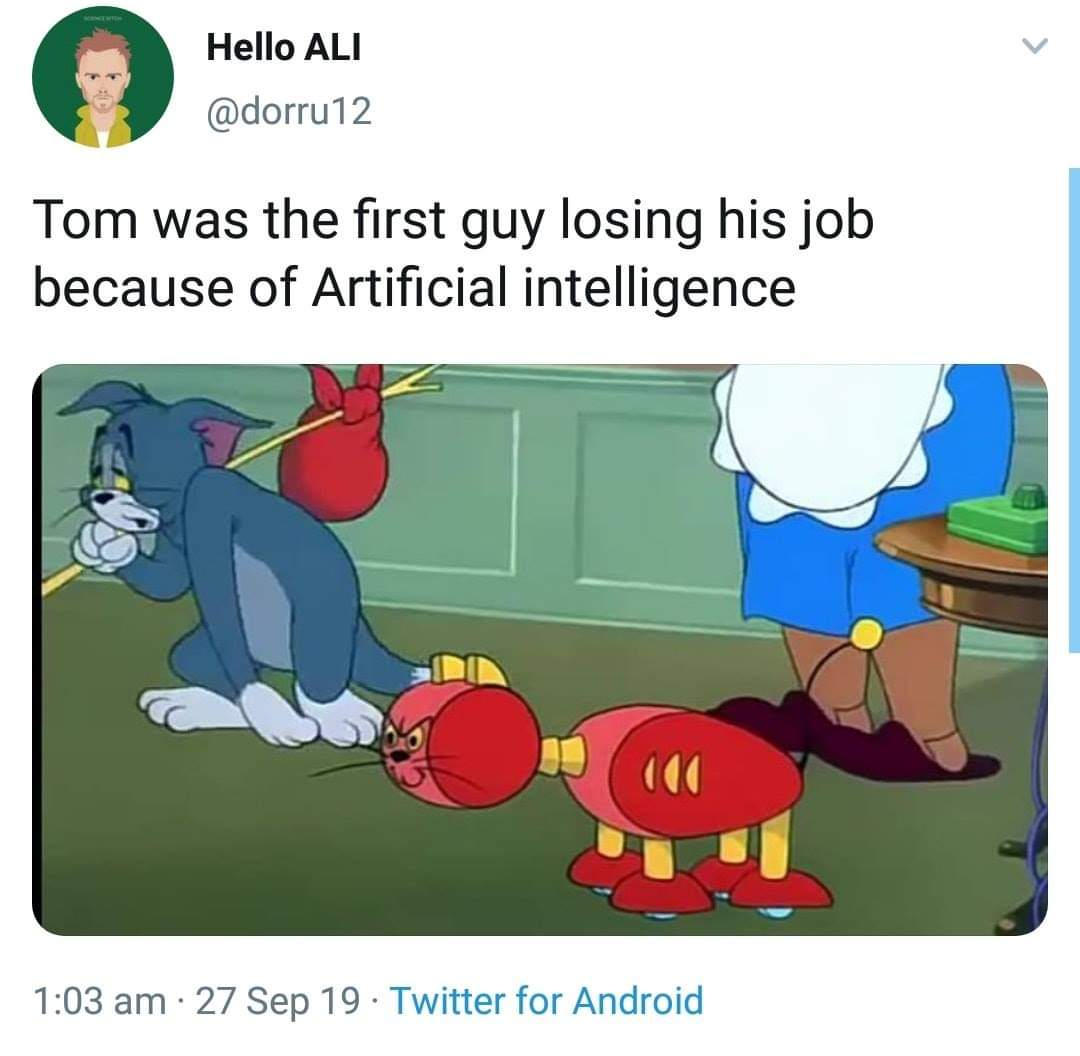 Hello ALI
@dorru12
Tom was the first guy losing his job
because of Artificial intelligence
1:03 am · 27 Sep 19 · Twitter for Android